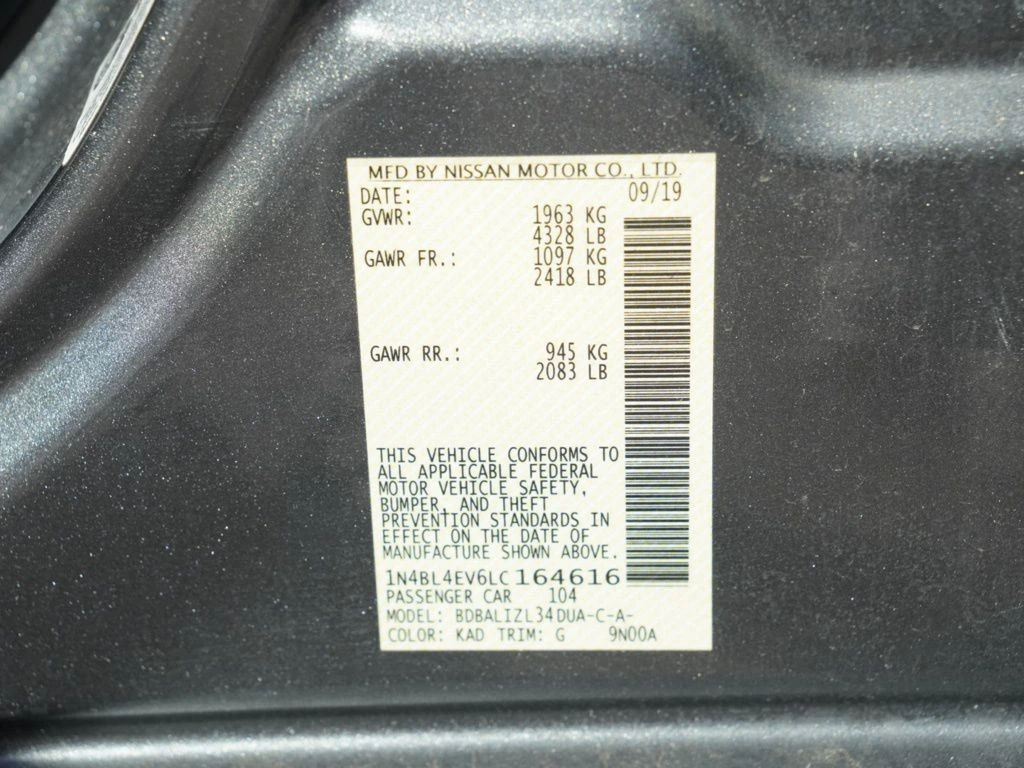 MFD BY NISSAN MOTOR CO., LTD.
DATE: 09/19
GVWR: 1963 KG
4328 LB
GAWR FR.: 1097 KG
2418 LB
GAWR RR.: 945 KG
2083 LB
THIS VEHICLE CONFORMS TO
ALL APPLICABLE FEDERAL
MOTOR VEHICLE SAFETY,
BUMPER, AND THEFT
PREVENTION STANDARDS IN
EFFECT ON THE DATE OF
MANUFACTURE SHOWN ABOVE.
1N4BL4EV6LC164616
PASSENGER CAR 104
MODEL: BDBALIZL34DUA-C-A-
COLOR: KAD TRIM: G 9N00A